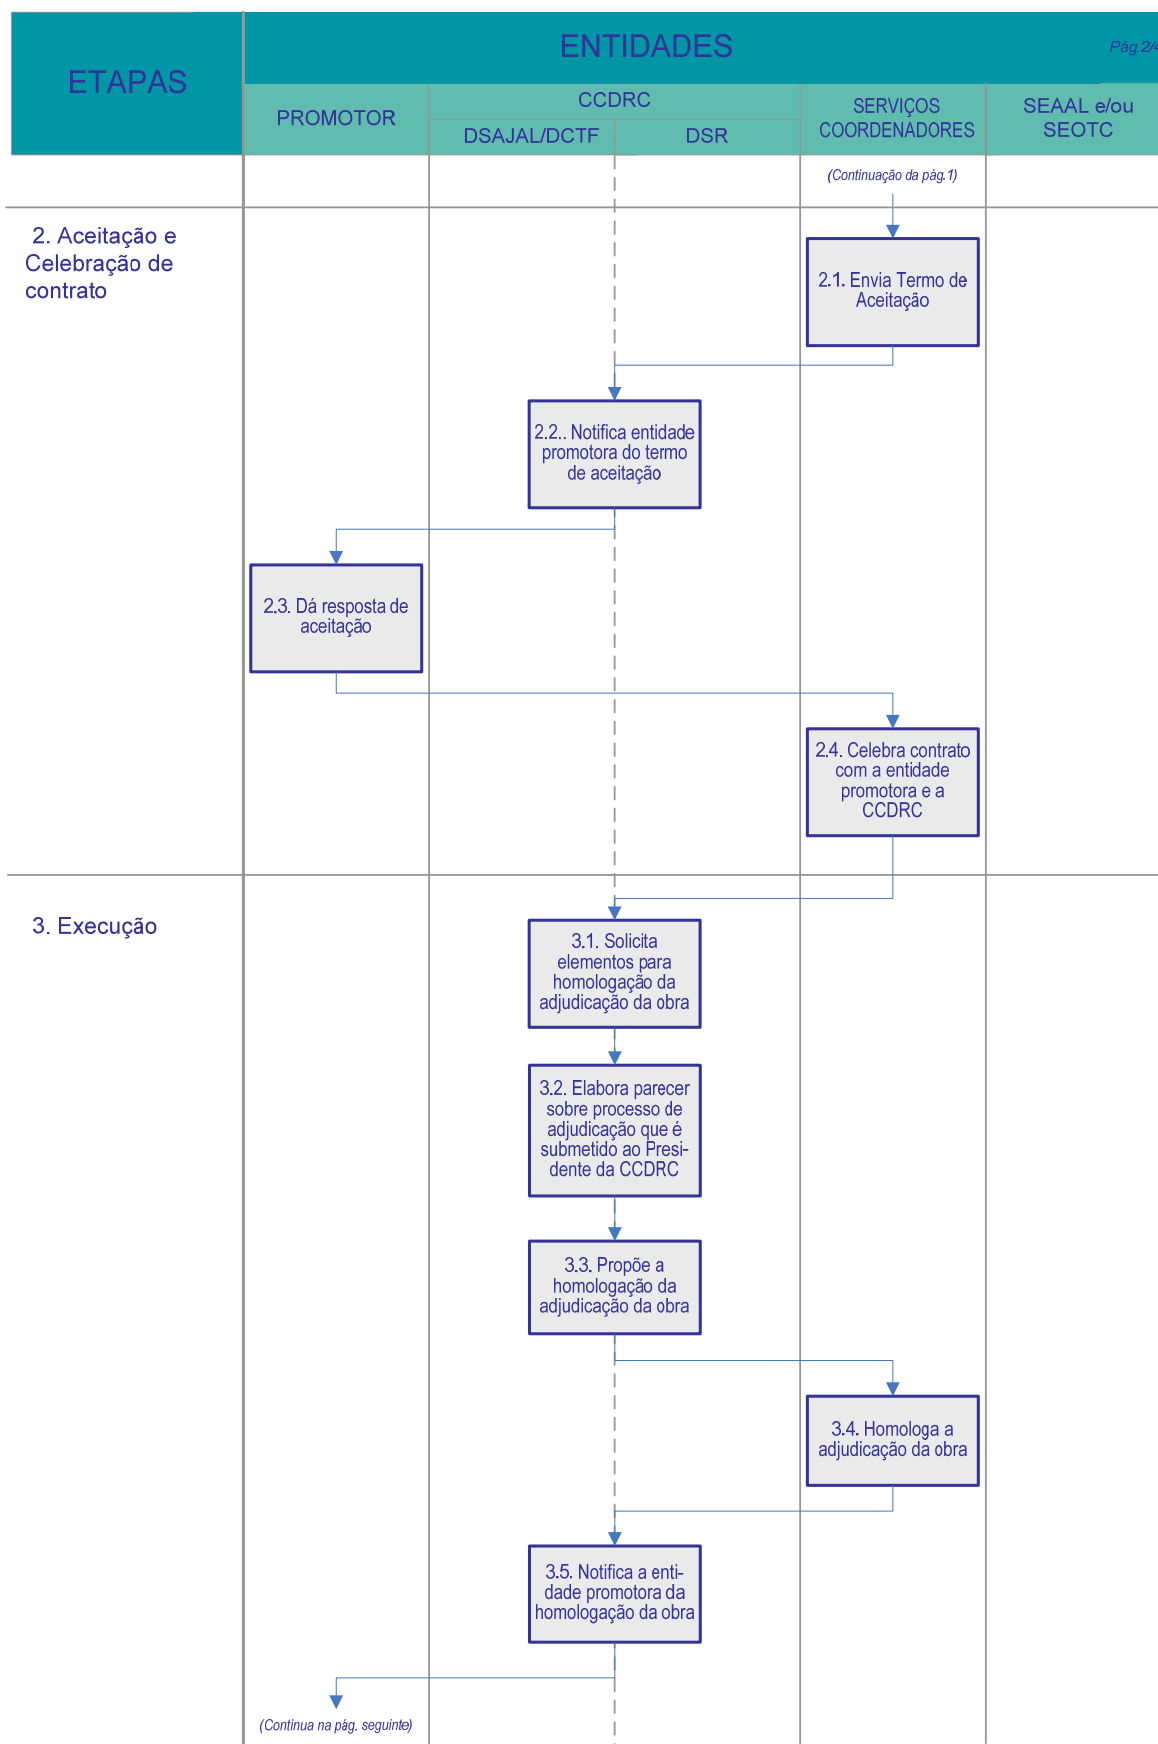 ETAPAS
ENTIDADES
Pág.2/4
PROMOTOR
CCDRC
DSAJAL/DCTF
DSR
SERVIÇOS
COORDENADORES
SEAAL e/ou
SEOTC
(Continuação da pág.1)
2. Aceitação e
Celebração de
contrato
2.1. Envia Termo de
Aceitação
2.2.. Notifica entidade
promotora do termo
de aceitação
2.3. Dá resposta de
aceitação
2.4. Celebra contrato
com a entidade
promotora e a
CCDRC
3. Execução
3.1. Solicita
elementos para
homologação da
adjudicação da obra
3.2. Elabora parecer
sobre processo de
adjudicação que é
submetido ao Presi-
dente da CCDRC
3.3. Propõe a
homologação da
adjudicação da obra
3.4. Homologa a
adjudicação da obra
3.5. Notifica a enti-
dade promotora da
homologação da obra
(Continua na pág. seguinte)